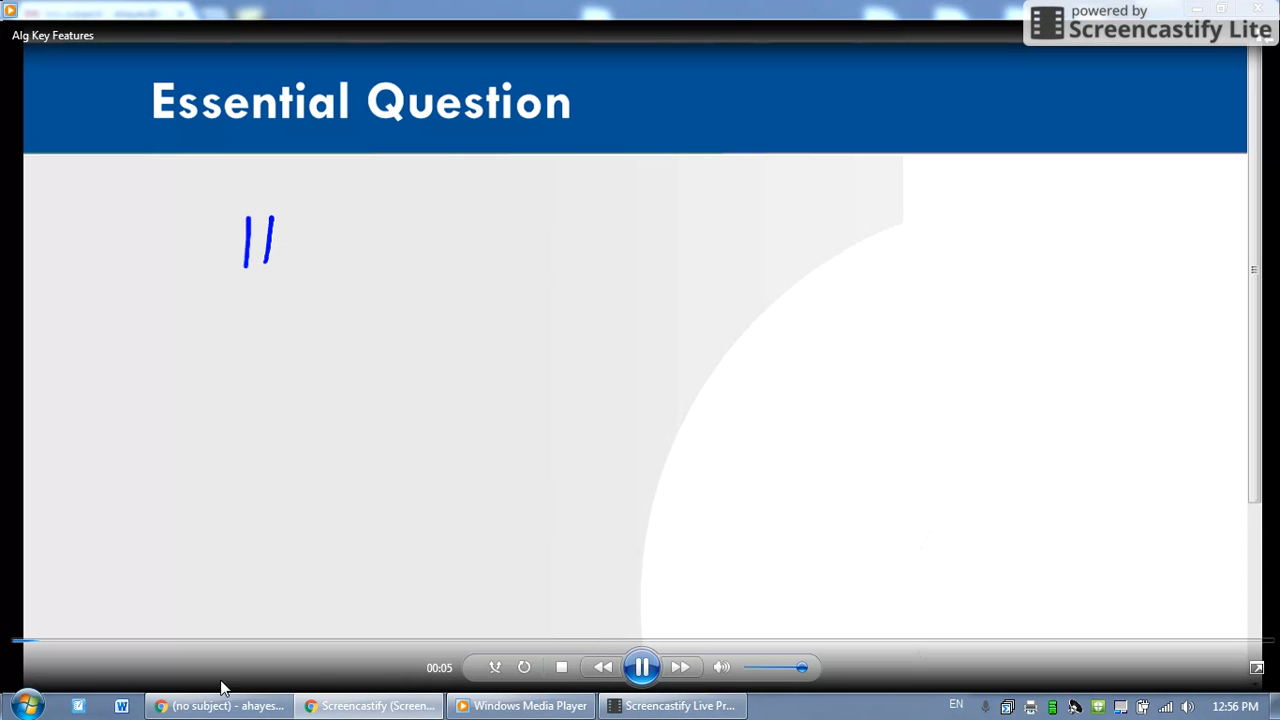 powered by
Screencastify Lite
Alg Key Features
Essential Question
00:05
(no subject) - ahayes...
Screencastify (Screen...
Windows Media Player
Screencastify Live Pr...
EN
12:56 PM